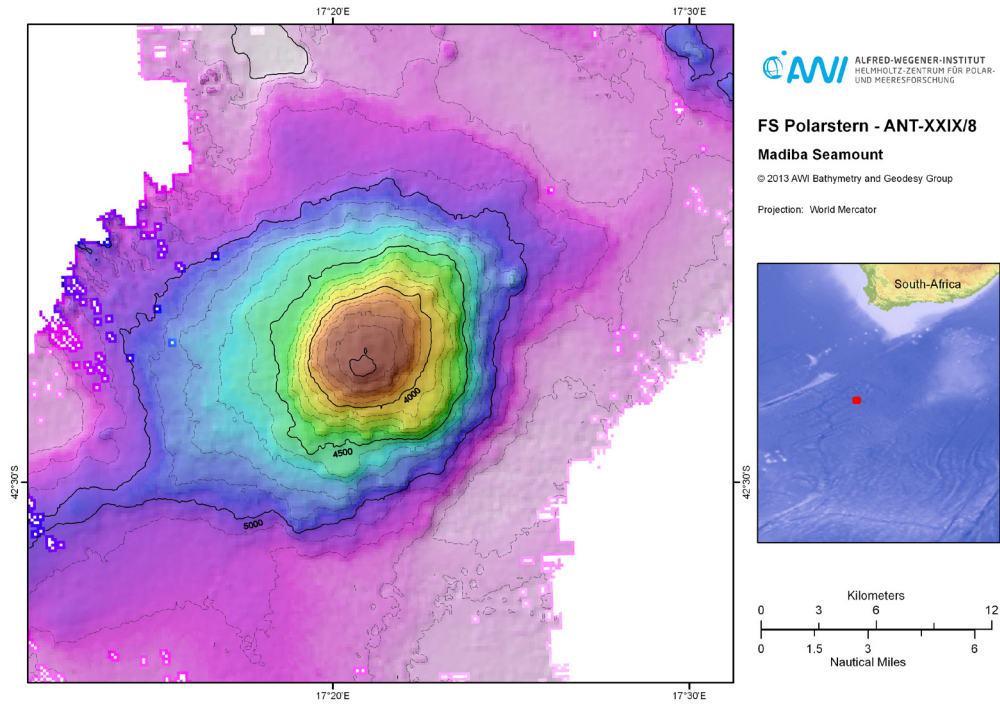 17°20'E
17°30'E
42°30'S
42°30'S
4000
4500
5000
17°20'E
17°30'E
AWI
ALFRED-WEGENER-INSTITUT
HELMHOLTZ-ZENTRUM FÜR POLAR-
UND MEERESFORSCHUNG
FS Polarstern - ANT-XXIX/8
Madiba Seamount
© 2013 AWI Bathymetry and Geodesy Group
Projection: World Mercator
South-Africa
Kilometers
0 3 6 12
0 1.5 3 6
Nautical Miles